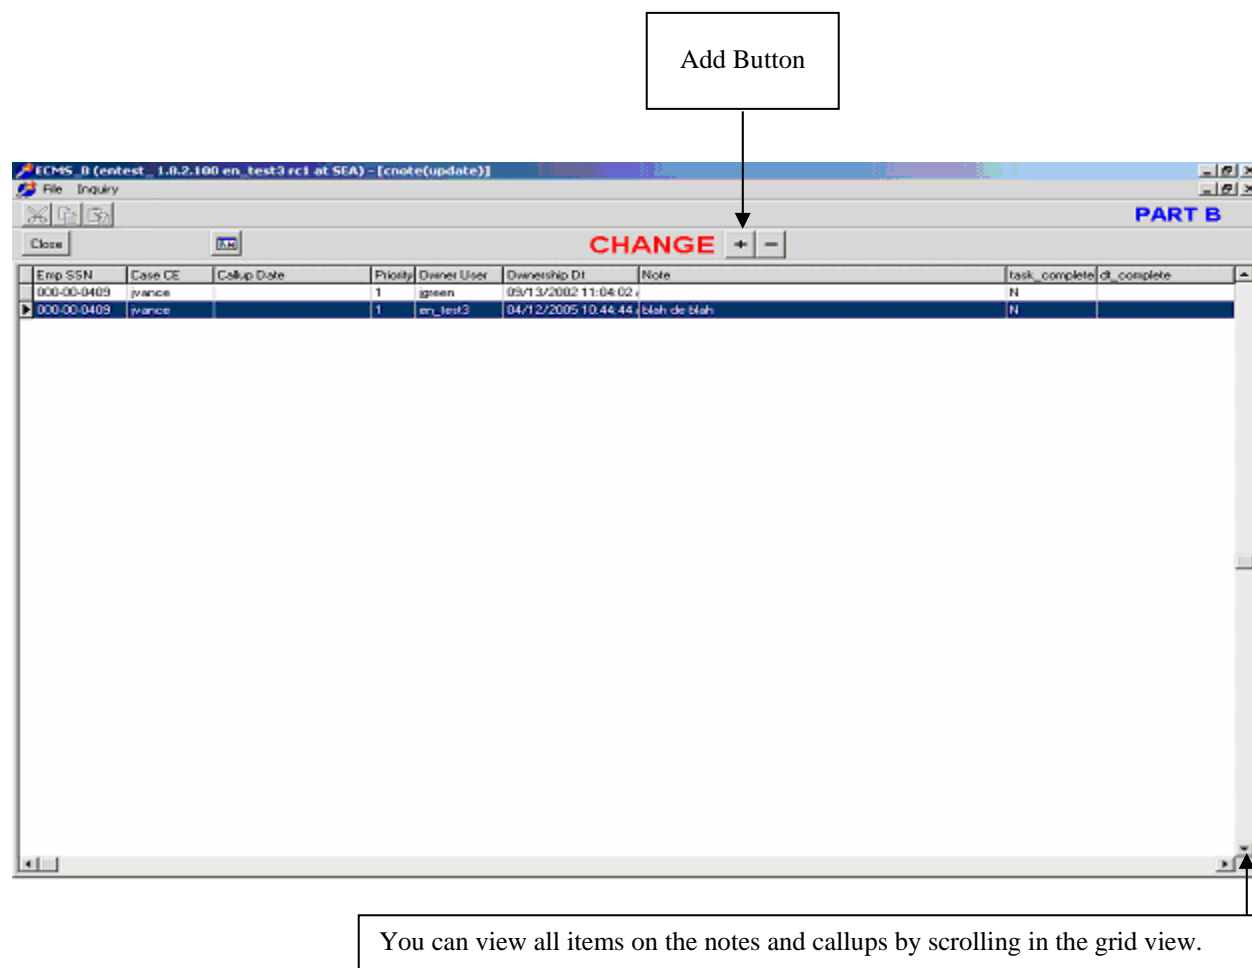 Add Button
ECMS_B (entest_ 1.8.2.100 en_test3 rc1 at SEA) - [cnote(update)]
File Inquiry
PART B
Close CHANGE + -
Emp SSN Case CE Callup Date Priority Owner User Ownership Dt Note task_complete dt_complete
000-00-0409 jvance 1 jgreen 09/13/2002 11:04:02 N
000-00-0409 jvance 1 en_test3 04/12/2005 10:44:44 blah de blah N
You can view all items on the notes and callups by scrolling in the grid view.